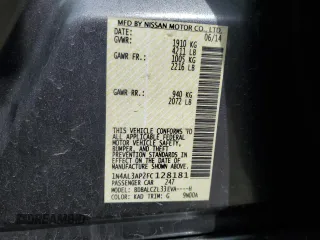 MFD BY NISSAN MOTOR CO., LTD.
DATE: 06/14
GVWR: 1910 KG
4211 LB
GAWR FR: 1005 KG
2216 LB
GAWR RR: 940 KG
2072 LB
THIS VEHICLE CONFORMS TO ALL
APPLICABLE FEDERAL MOTOR VEHICLE SAFETY,
BUMPER, AND THEFT PREVENTION
STANDARDS IN EFFECT ON THE DATE OF
MANUFACTURE SHOWN ABOVE.
1N4AL3AP2FC128181
PASSENGER CAR 247
MODEL:
COLOR: KAD TRIM: G